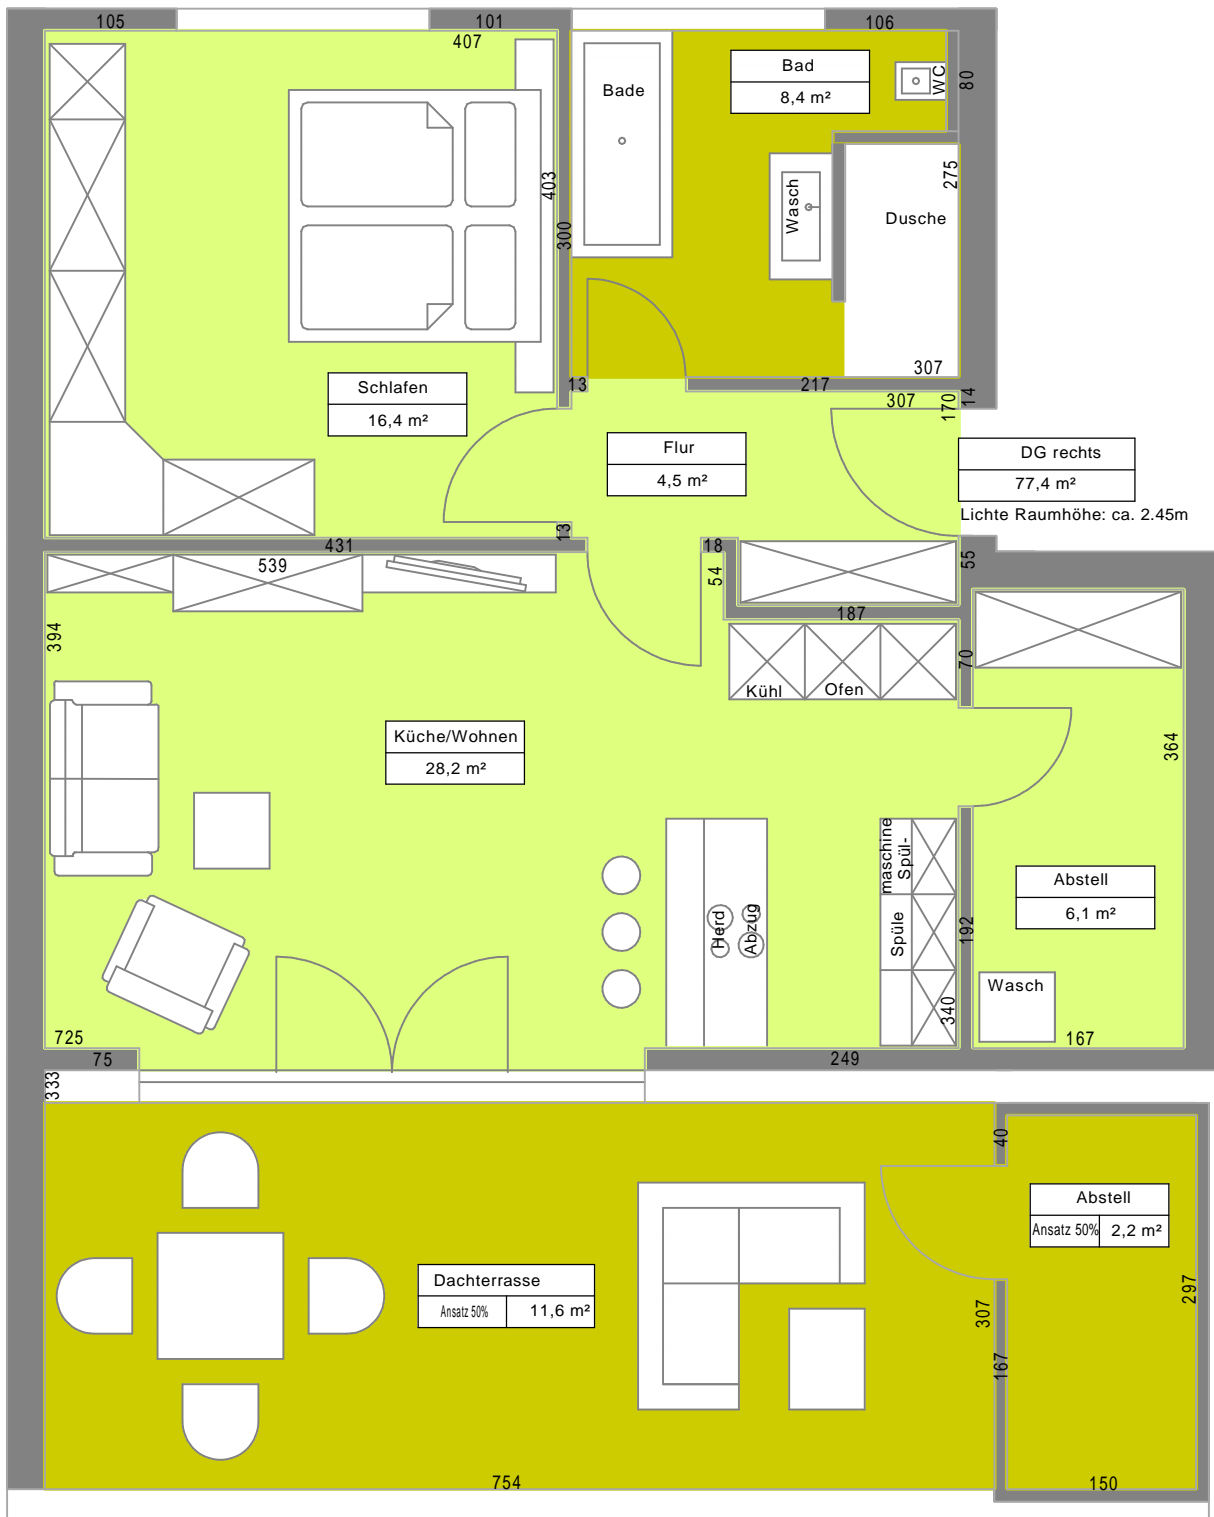 105
101
106
407
Bad
8,4 m²
WC
80
Bade
403
300
Wasch
275
Dusche
307
13
217
307
170
14
Schlafen
16,4 m²
Flur
4,5 m²
DG rechts
77,4 m²
Lichte Raumhöhe: ca. 2.45m
13
431
539
18
54
55
187
394
70
Kühl
Ofen
Küche/Wohnen
28,2 m²
364
maschine
Spül-
Spüle
Herd
Abzug
192
340
Abstell
6,1 m²
Wasch
167
725
75
249
333
40
Abstell
Ansatz 50%
2,2 m²
Dachterrasse
Ansatz 50%
11,6 m²
307
167
297
754
150